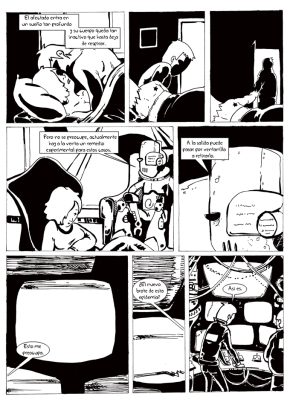 El afectado entra en
un sueño tan profundo
y su cuerpo queda tan
inactivo que hasta deja
de respirar.
Pero no se preocupe, actualmente
hay a la venta un remedio
experimental para estos casos.
A la salida puede
pasar por ventanilla
a retirarlo.
Esto me
preocupa.
¿El nuevo
brote de esta
epidemia?
Así es.